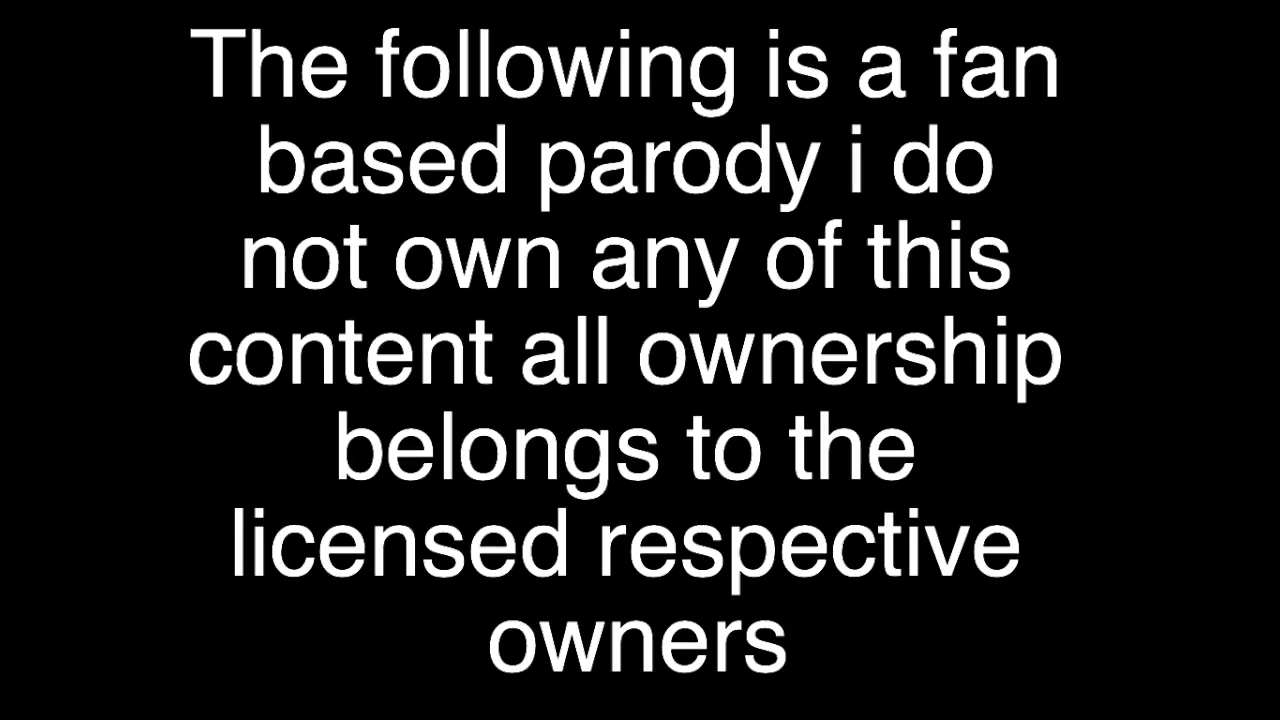 The following is a fan
based parody i do
not own any of this
content all ownership
belongs to the
licensed respective
owners